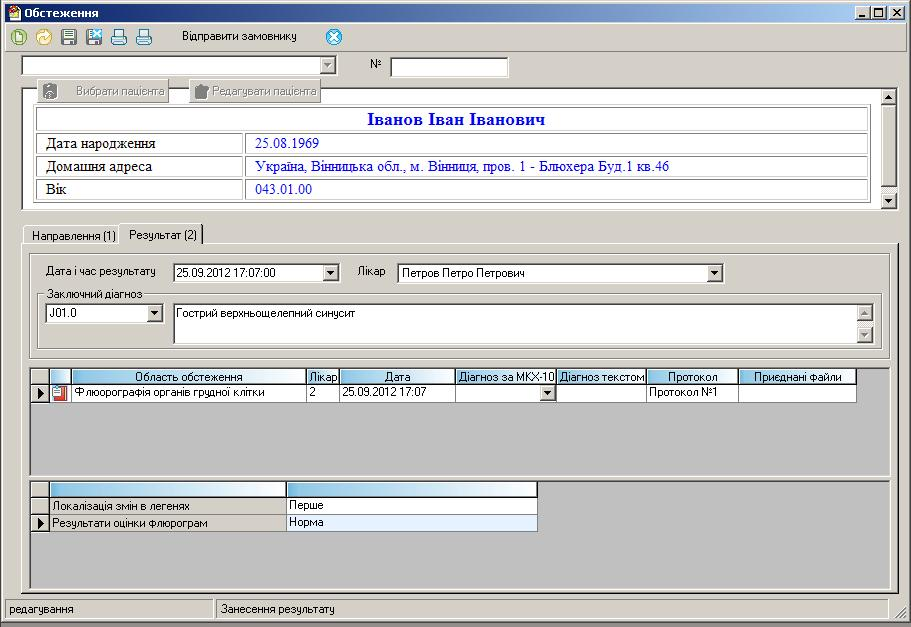 Обстеження
Відправити замовнику
№
Вибрати пацієнта Редагувати пацієнта
Іванов Іван Іванович
Дата народження 25.08.1969
Домашня адреса Україна, Вінницька обл., м. Вінниця, пров. 1 - Блюхера Буд.1 кв.46
Вік 043.01.00
Направлення (1) Результат (2)
Дата і час результату 25.09.2012 17:07:00 Лікар Петров Петро Петрович
Заключний діагноз
J01.0 Гострий верхньощелепний синусит
Область обстеження Лікар Дата Діагноз за МКХ-10 Діагноз текстом Протокол Приєднані файли
Флюорографія органів грудної клітки 2 25.09.2012 17:07 Протокол №1
Локалізація змін в легенях Перше
Результати оцінки флюорограм Норма
редагування Занесення результату